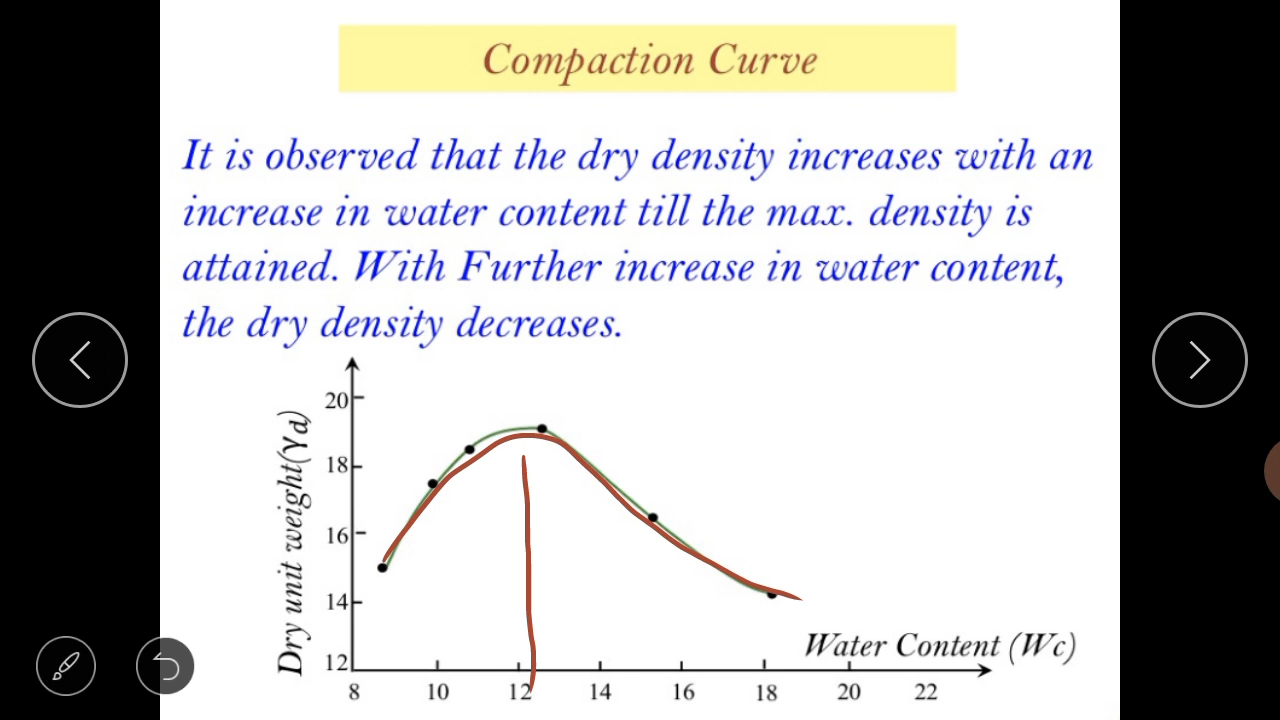 Compaction Curve
It is observed that the dry density increases with an
increase in water content till the max. density is
attained. With Further increase in water content,
the dry density decreases.
Dry unit weight(γd)
20
18
16
14
12
8 10 12 14 16 18 20 22
Water Content (Wc)